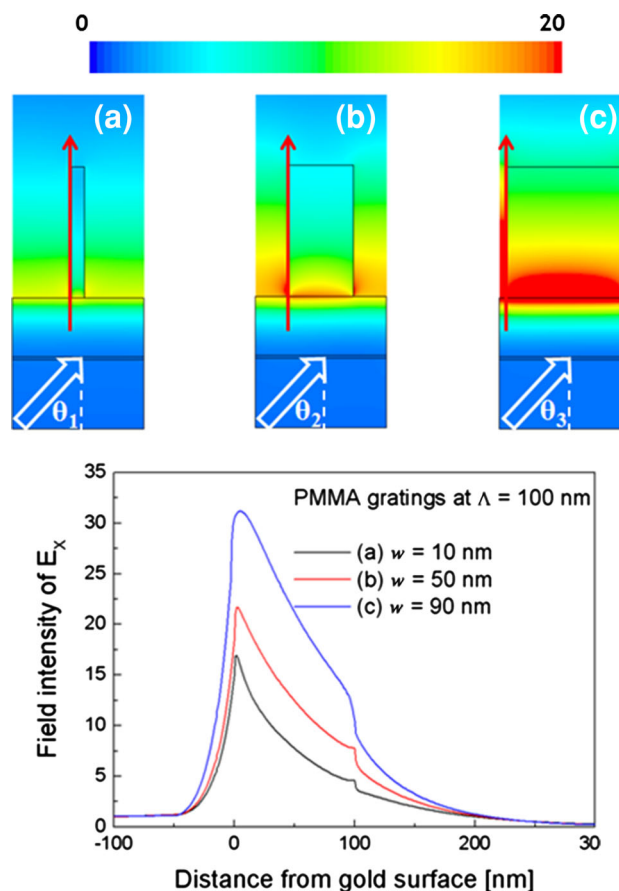 0 20
(a) (b) (c)
θ1 θ2 θ3
35
PMMA gratings at Λ = 100 nm
30
(a) w = 10 nm
25
(b) w = 50 nm
20
(c) w = 90 nm
15
10
5
0
Field intensity of Ex
-100 0 100 200 30
Distance from gold surface [nm]